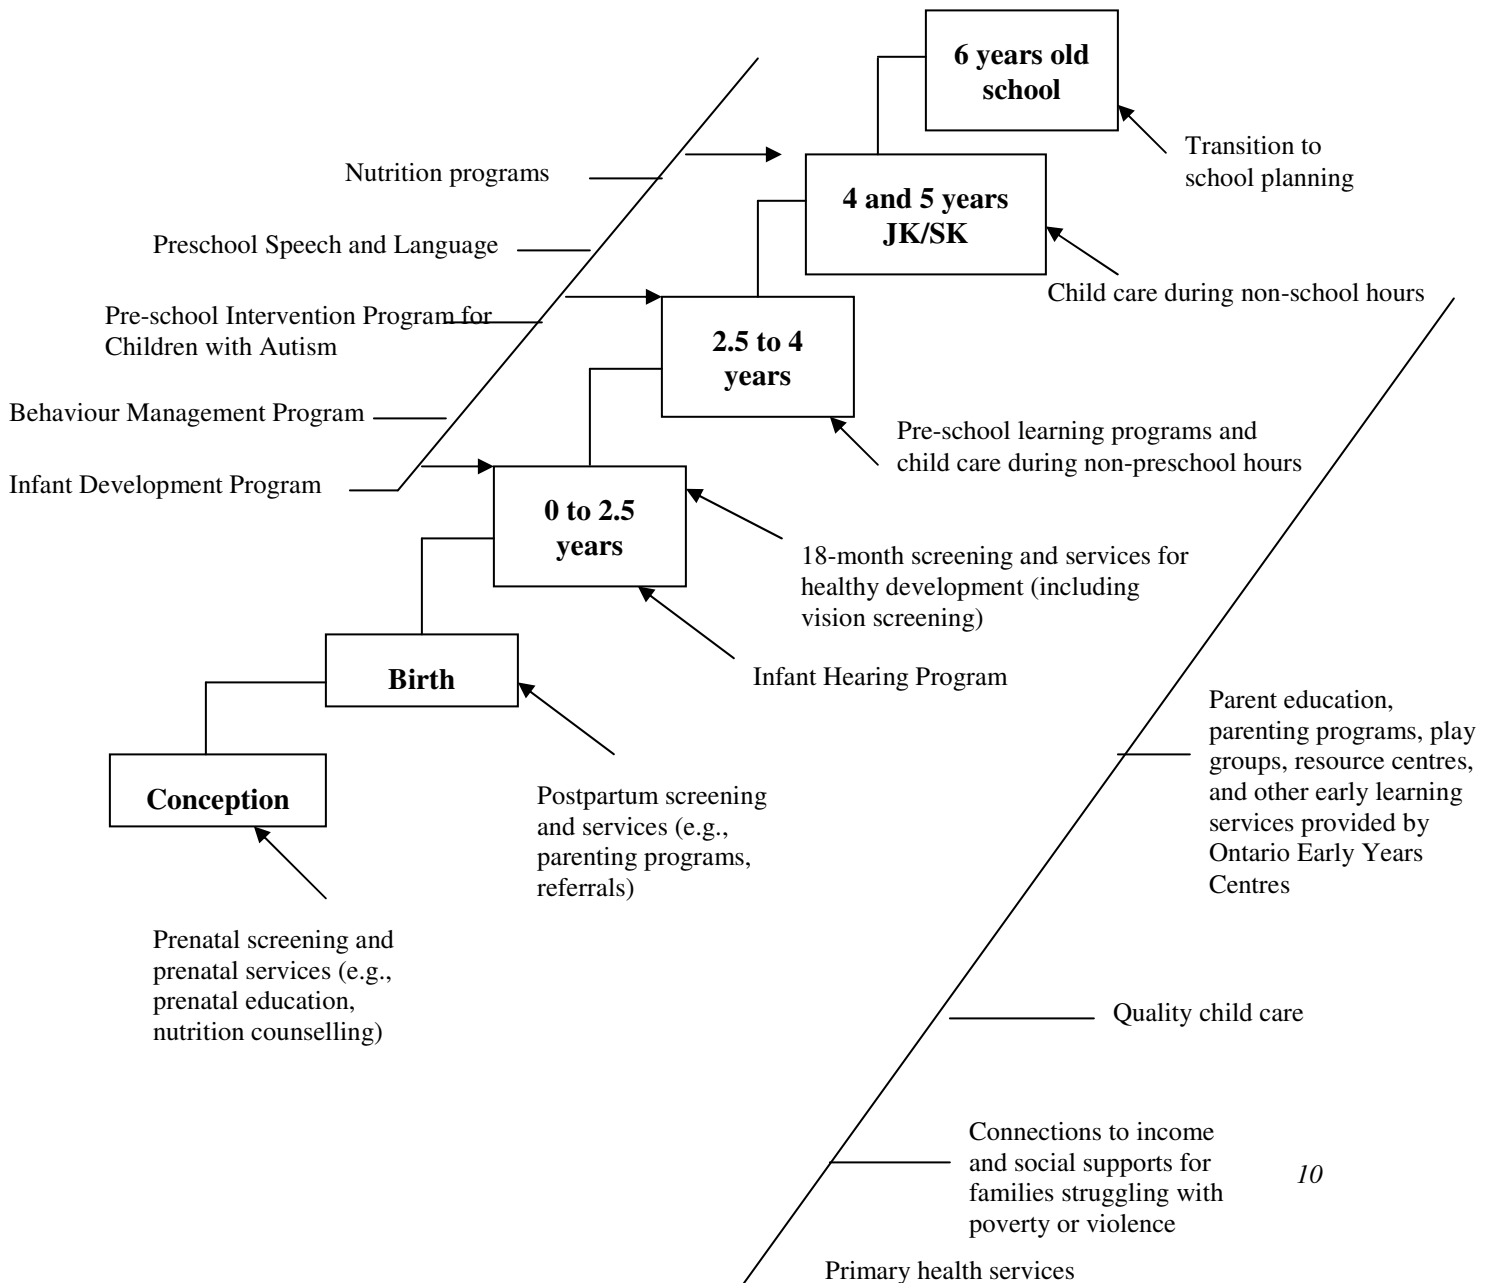 6 years old
school
Transition to
school planning
Nutrition programs
4 and 5 years
JK/SK
Preschool Speech and Language
Child care during non-school hours
Pre-school Intervention Program for
Children with Autism
2.5 to 4
years
Behaviour Management Program
Pre-school learning programs and
child care during non-preschool hours
Infant Development Program
0 to 2.5
years
18-month screening and services for
healthy development (including
vision screening)
Infant Hearing Program
Birth
Parent education,
parenting programs, play
groups, resource centres,
and other early learning
services provided by
Ontario Early Years
Centres
Conception
Postpartum screening
and services (e.g.,
parenting programs,
referrals)
Prenatal screening and
prenatal services (e.g.,
prenatal education,
nutrition counselling)
Quality child care
Connections to income
and social supports for
families struggling with
poverty or violence
10
Primary health services